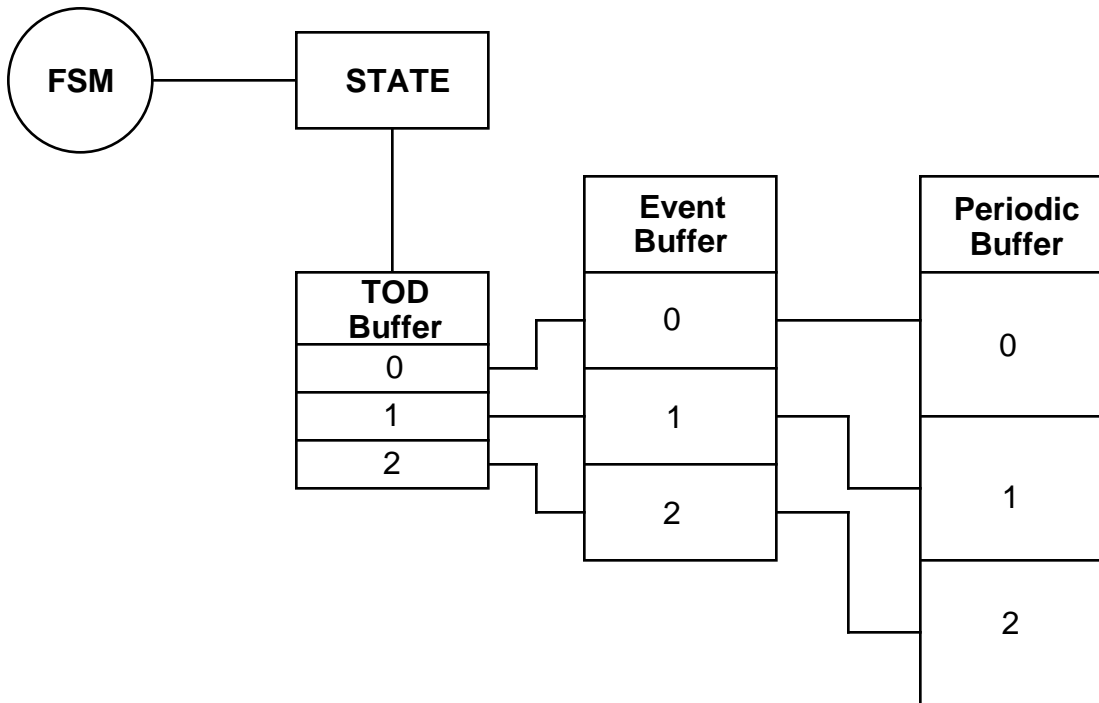 FSM
STATE
TOD
Buffer
0
1
2
Event
Buffer
0
1
2
Periodic
Buffer
0
1
2